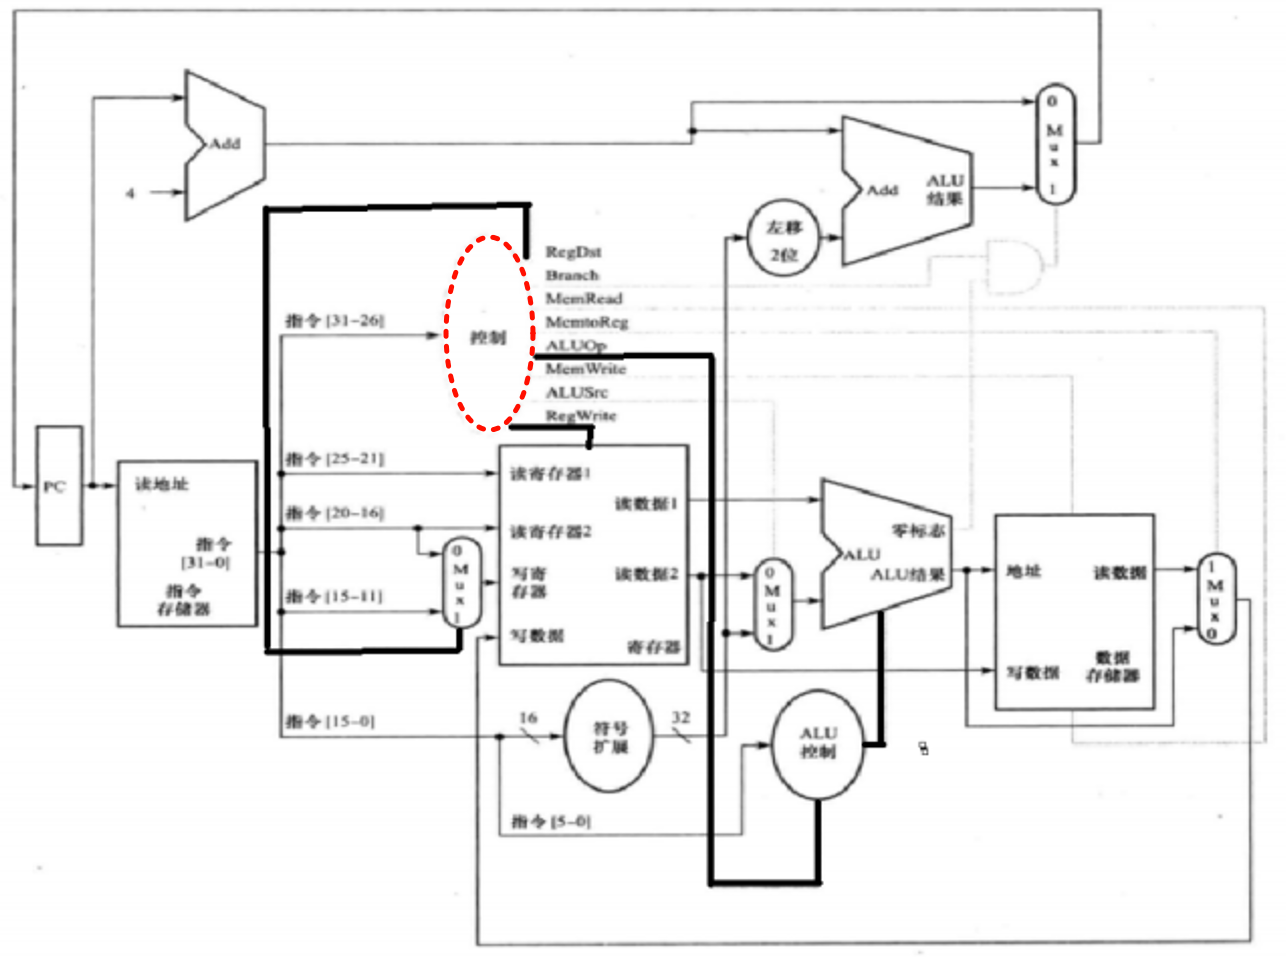 0
Mux
1
Add
4
Add
ALU
结果
左移
2位
RegDst
Branch
MemRead
MemtoReg
ALUOp
MemWrite
ALUSrc
RegWrite
指令 [31-26]
控制
PC
读地址
指令
[31-0]
指令
存储器
指令 [25-21]
指令 [20-16]
指令 [15-11]
指令 [15-0]
指令 [5-0]
0
Mux
1
读寄存器1
读寄存器2
写寄
存器
写数据
读数据1
读数据2
寄存器
0
Mux
1
零标志
ALU
ALU结果
地址
读数据
写数据
数据
存储器
1
Mux
0
16
符号
扩展
32
ALU
控制